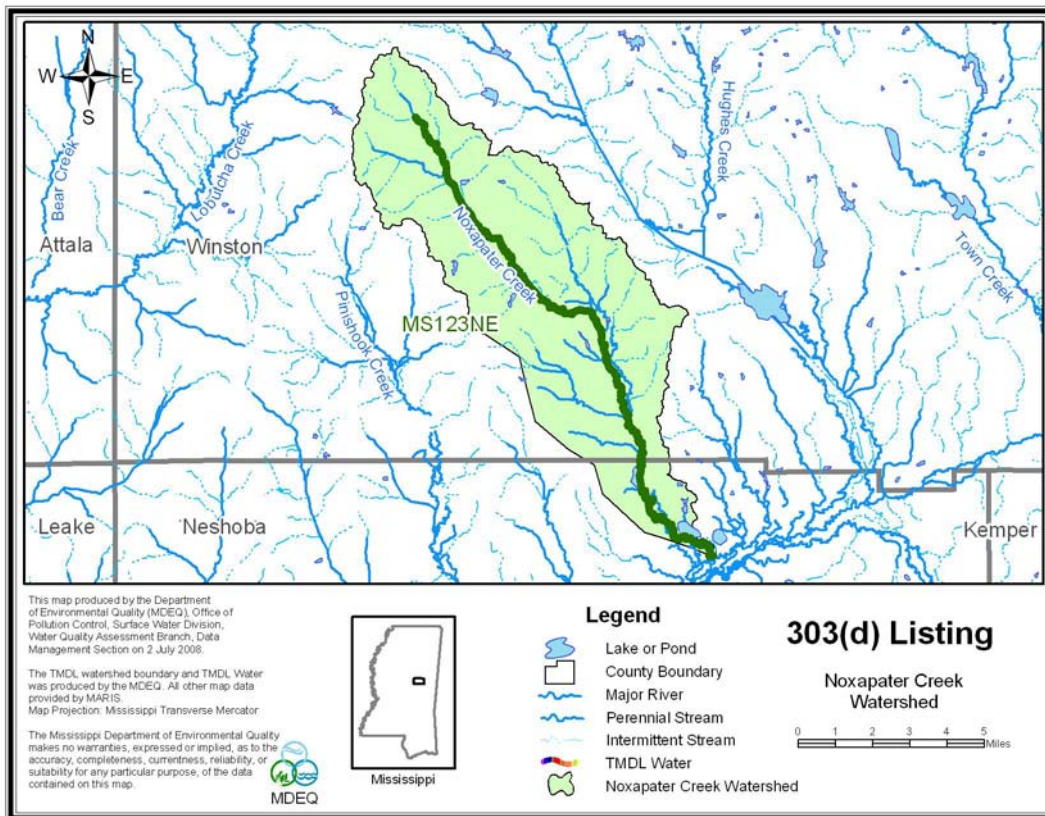 N
W E
S
Bear Creek
Lobutcha Creek
Hughes Creek
Attala
Winston
Noxapater Creek
Town Creek
Pinishook Creek
MS123NE
Leake
Neshoba
Kemper
This map produced by the Department
of Environmental Quality (MDEQ), Office of
Pollution Control, Surface Water Division,
Water Quality Assessment Branch, Data
Management Section on 2 July 2008.
The TMDL watershed boundary and TMDL Water
was produced by the MDEQ. All other map data
provided by MARIS.
Map Projection: Mississippi Transverse Mercator
The Mississippi Department of Environmental Quality
makes no warranties, expressed or implied, as to the
accuracy, completeness, currentness, reliability, or
suitability for any particular purpose, of the data
contained on this map.
MDEQ
Mississippi
Legend
Lake or Pond
County Boundary
Major River
Perennial Stream
Intermittent Stream
TMDL Water
Noxapater Creek Watershed
303(d) Listing
Noxapater Creek
Watershed
0 1 2 3 4 5
Miles